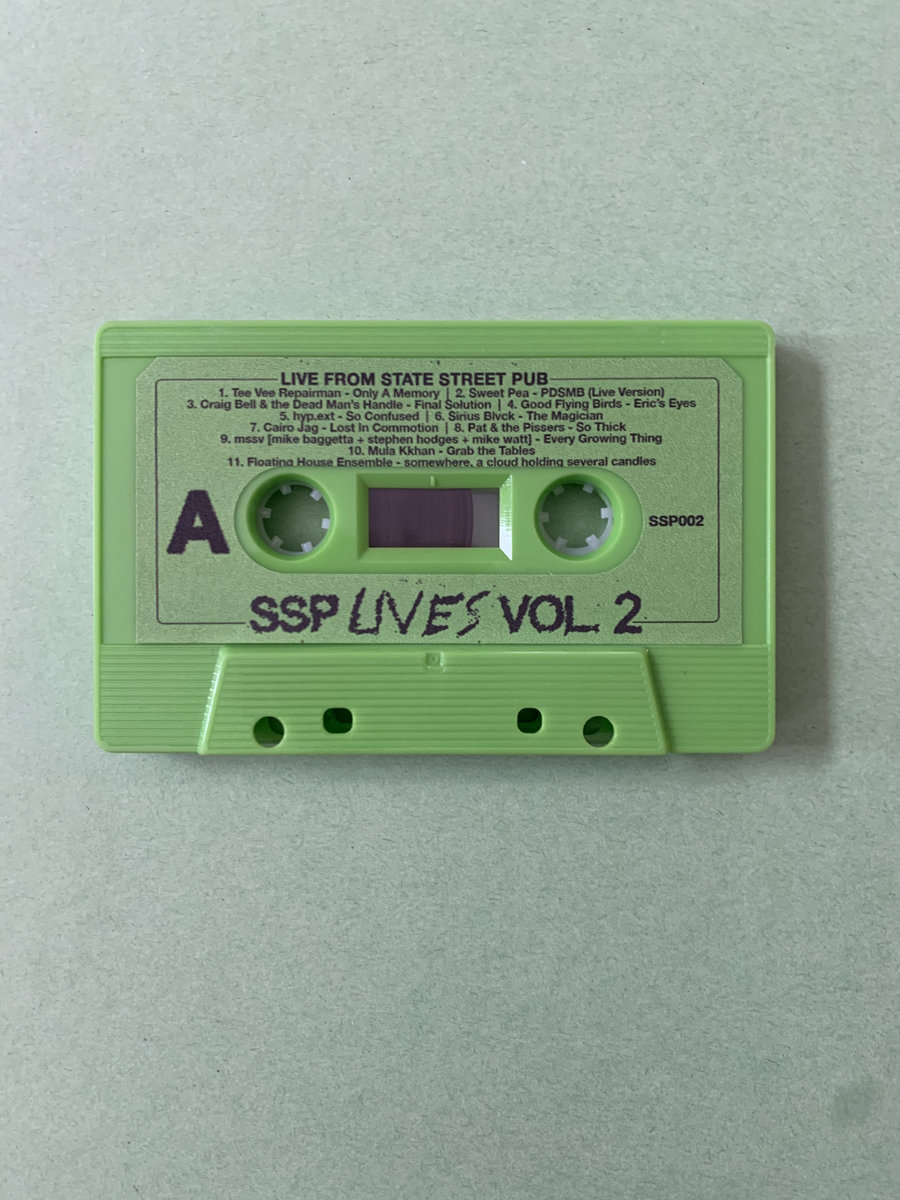 LIVE FROM STATE STREET PUB
1. Tee Vee Repairman - Only A Memory | 2. Sweet Pea - PDSMB (Live Version)
3. Craig Bell & the Dead Man's Handle - Final Solution | 4. Good Flying Birds - Eric's Eyes
5. hyp.ext - So Confused | 6. Sirius Blvck - The Magician
7. Cairo Jag - Lost In Commotion | 8. Pat & the Pissers - So Thick
9. mssv [mike baggetta + stephen hodges + mike watt] - Every Growing Thing
10. Mula Kkhan - Grab the Tables
11. Floating House Ensemble - somewhere, a cloud holding several candles
A
SSP002
SSP LIVES VOL. 2